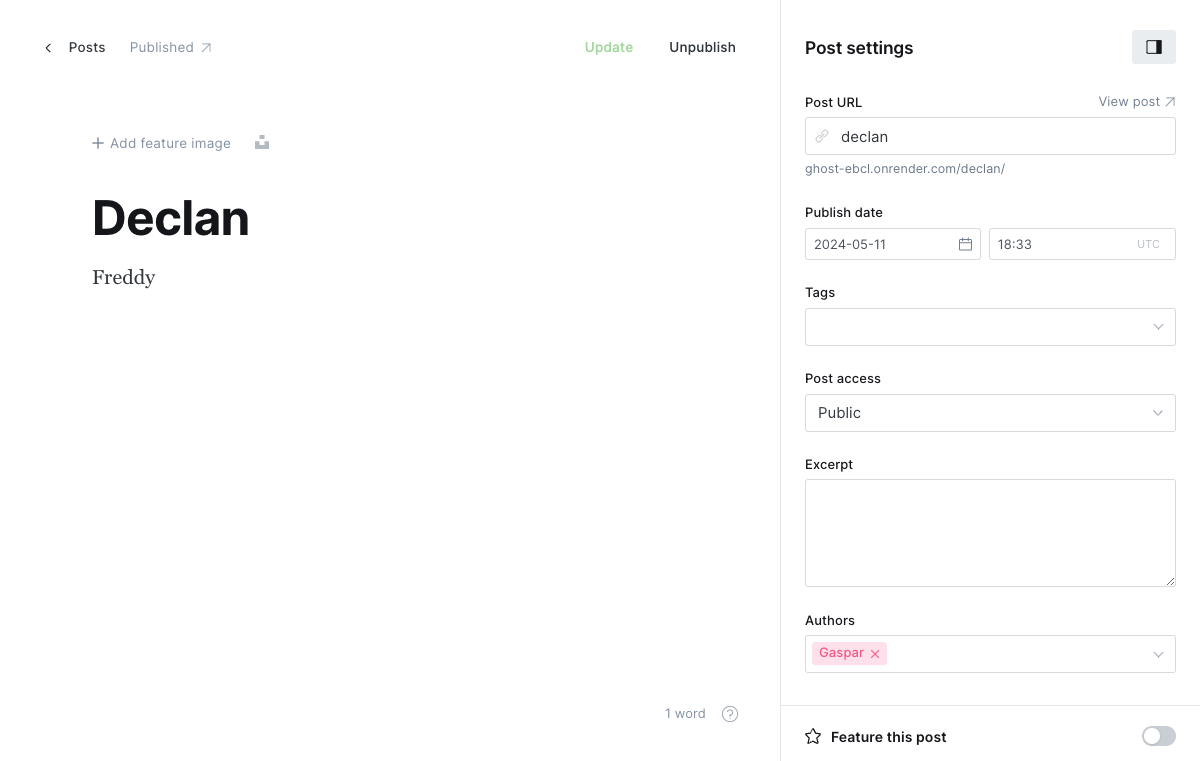 Posts
Published
Update
Unpublish
Add feature image
Declan
Freddy
1 word
Post settings
Post URL
View post
declan
ghost-ebcl.onrender.com/declan/
Publish date
2024-05-11
18:33
UTC
Tags
Post access
Public
Excerpt
Authors
Gaspar
Feature this post